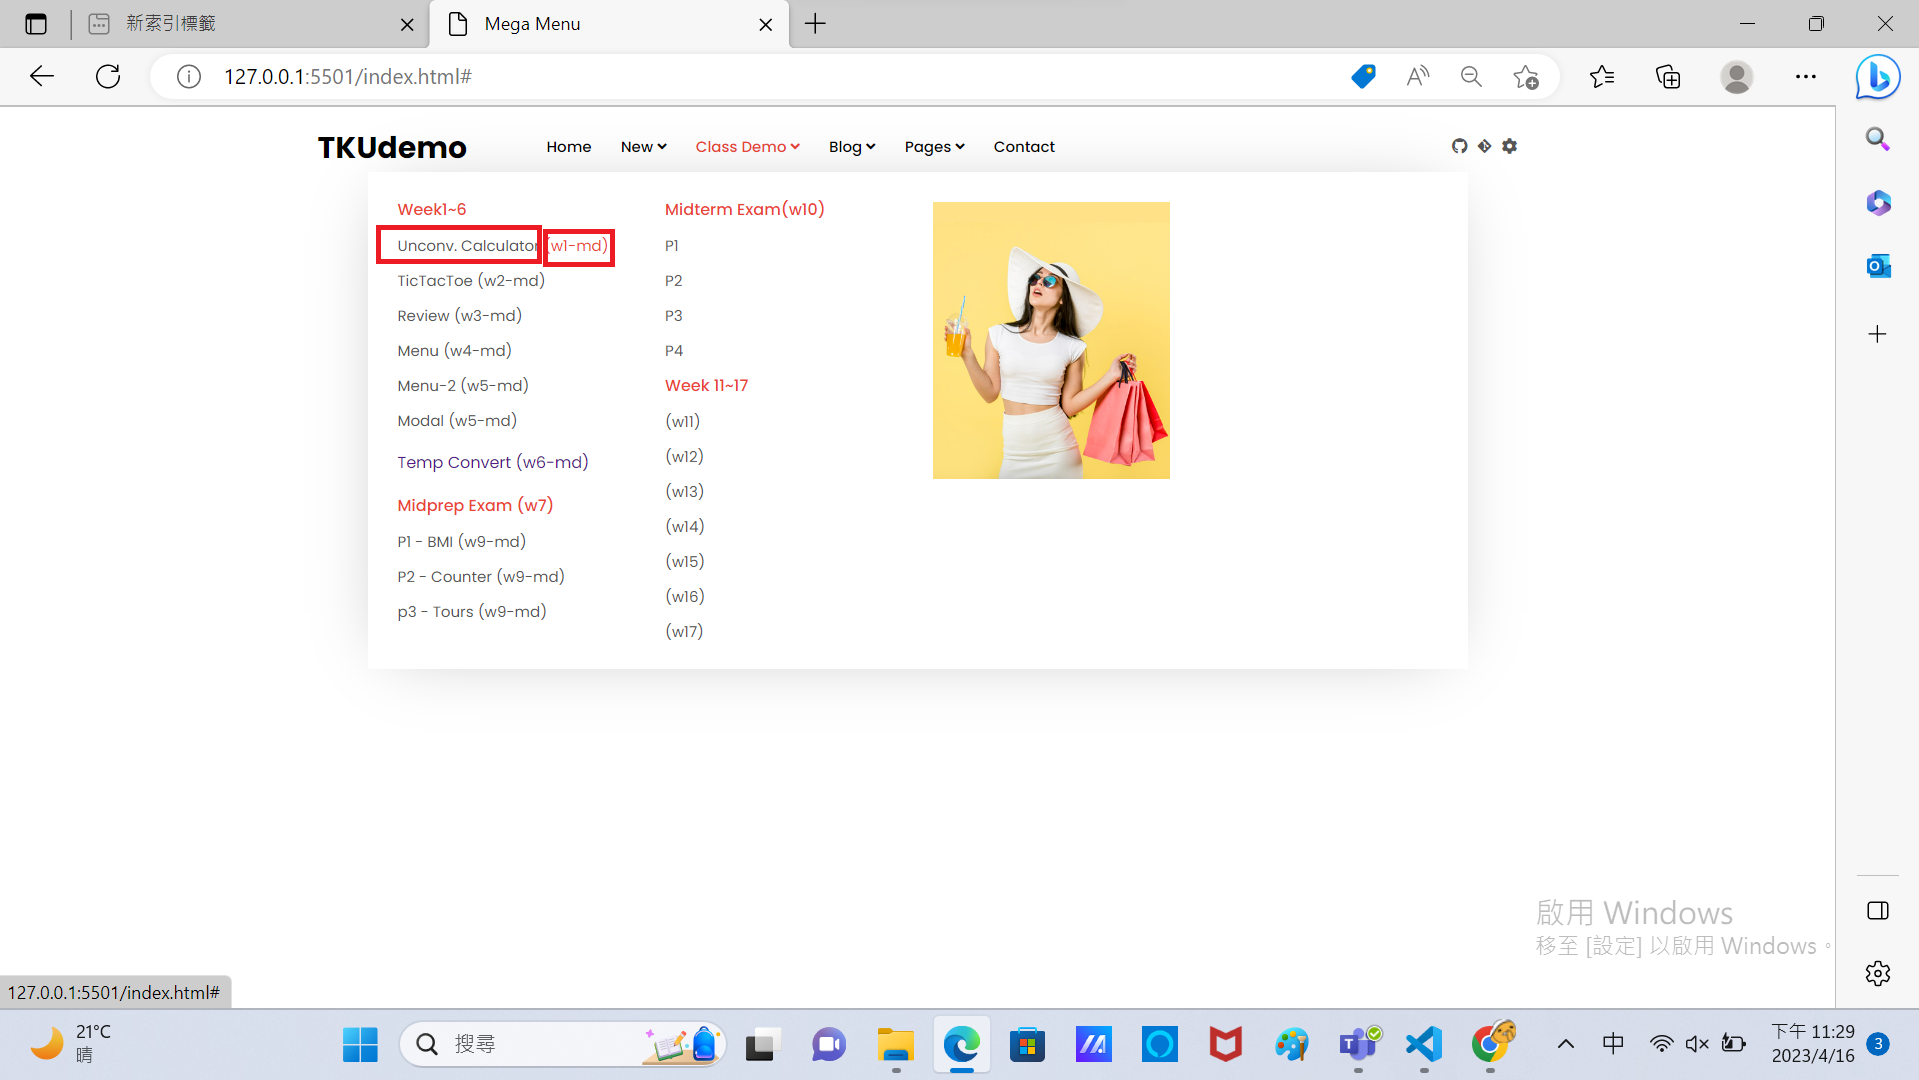 新索引標籤
Mega Menu
127.0.0.1:5501/index.html#
TKUdemo
Home
New
Class Demo
Blog
Pages
Contact
Week1~6
Unconv. Calculator (w1-md)
TicTacToe (w2-md)
Review (w3-md)
Menu (w4-md)
Menu-2 (w5-md)
Modal (w5-md)
Temp Convert (w6-md)
Midprep Exam (w7)
P1 - BMI (w9-md)
P2 - Counter (w9-md)
p3 - Tours (w9-md)
Midterm Exam(w10)
P1
P2
P3
P4
Week 11~17
(w11)
(w12)
(w13)
(w14)
(w15)
(w16)
(w17)
啟用 Windows
移至 [設定] 以啟用 Windows。
127.0.0.1:5501/index.html#
21°C
晴
搜尋
中
下午 11:29
2023/4/16
3